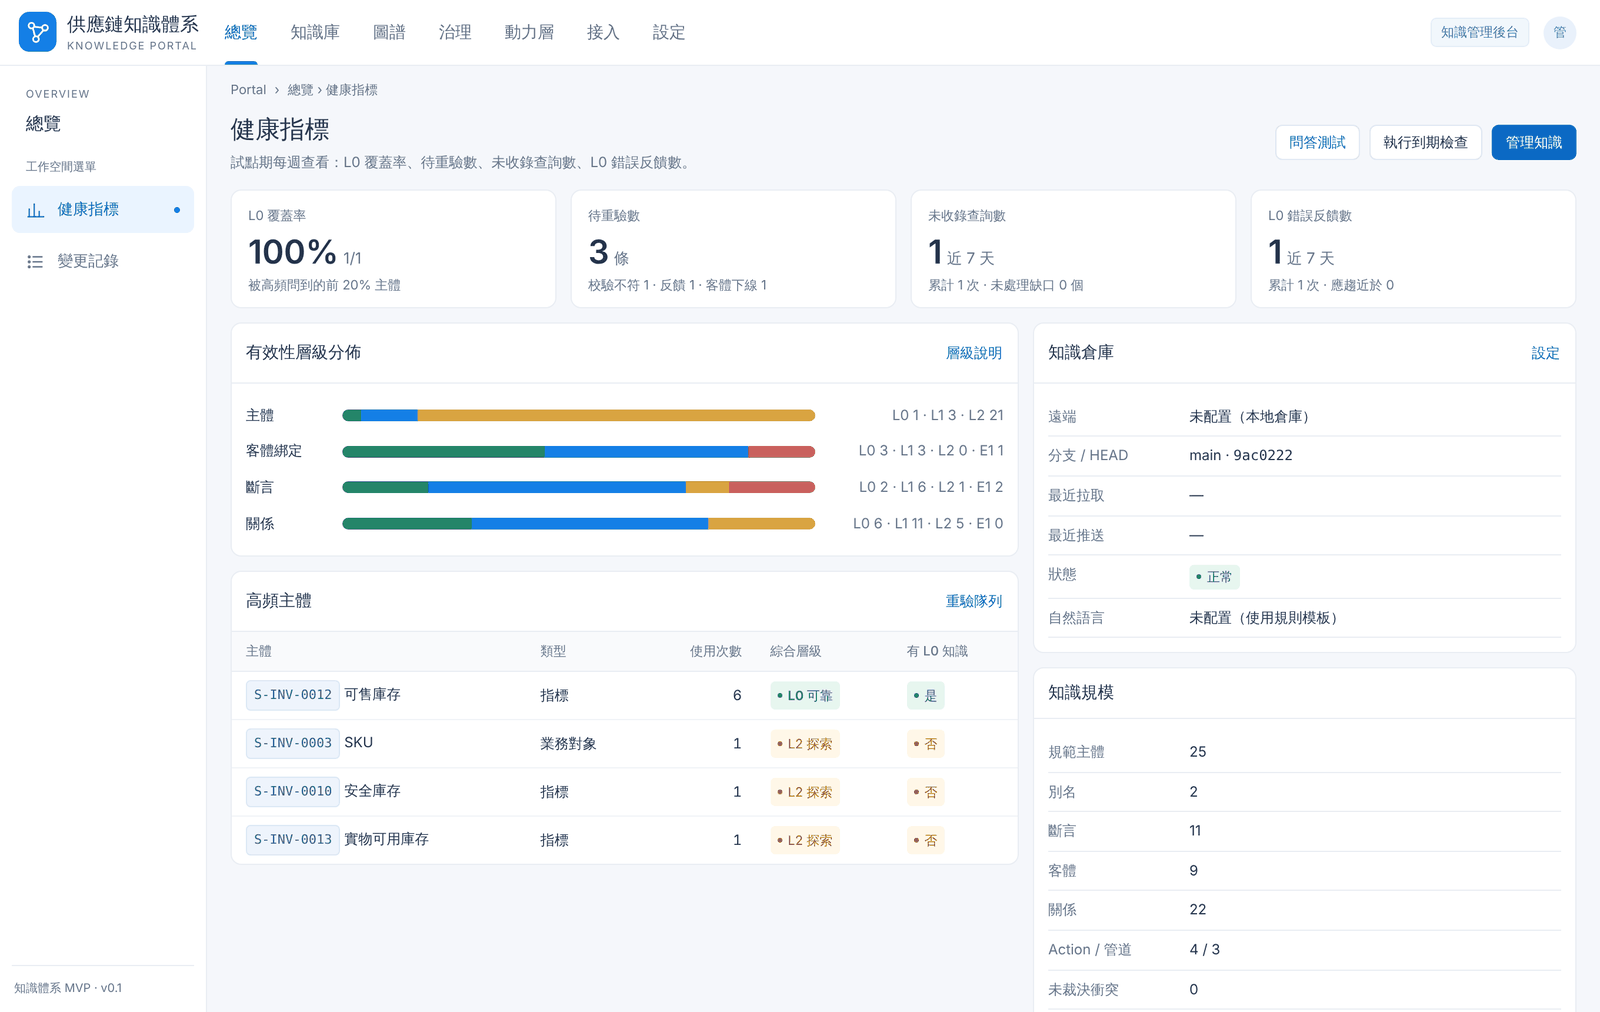 供應鏈知識體系
KNOWLEDGE PORTAL
總覽
知識庫
圖譜
治理
動力層
接入
設定
知識管理後台
管
OVERVIEW
總覽
工作空間選單
健康指標
變更記錄
知識體系 MVP · v0.1
Portal › 總覽 › 健康指標
健康指標
試點期每週查看：L0 覆蓋率、待重驗數、未收錄查詢數、L0 錯誤反饋數。
問答測試
執行到期檢查
管理知識
L0 覆蓋率
100% 1/1
被高頻問到的前 20% 主體
待重驗數
3 條
校驗不符 1 · 反饋 1 · 客體下線 1
未收錄查詢數
1 近 7 天
累計 1 次 · 未處理缺口 0 個
L0 錯誤反饋數
1 近 7 天
累計 1 次 · 應趨近於 0
有效性層級分佈
層級說明
主體 L0 1 · L1 3 · L2 21
客體綁定 L0 3 · L1 3 · L2 0 · E1 1
斷言 L0 2 · L1 6 · L2 1 · E1 2
關係 L0 6 · L1 11 · L2 5 · E1 0
高頻主體
重驗隊列
主體 類型 使用次數 綜合層級 有 L0 知識
S-INV-0012 可售庫存 指標 6 L0 可靠 是
S-INV-0003 SKU 業務對象 1 L2 探索 否
S-INV-0010 安全庫存 指標 1 L2 探索 否
S-INV-0013 實物可用庫存 指標 1 L2 探索 否
知識倉庫
設定
遠端 未配置（本地倉庫）
分支 / HEAD main · 9ac0222
最近拉取 —
最近推送 —
狀態 正常
自然語言 未配置（使用規則模板）
知識規模
規範主體 25
別名 2
斷言 11
客體 9
關係 22
Action / 管道 4 / 3
未裁決衝突 0